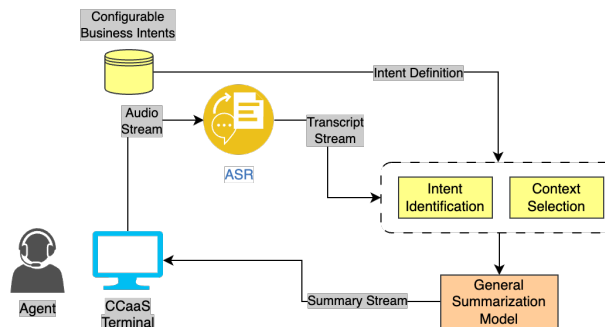 Configurable
Business Intents
Intent Definition
Audio
Stream
Transcript
Stream
ASR
Intent
Identification
Context
Selection
Agent
CCaaS
Terminal
Summary Stream
General
Summarization
Model